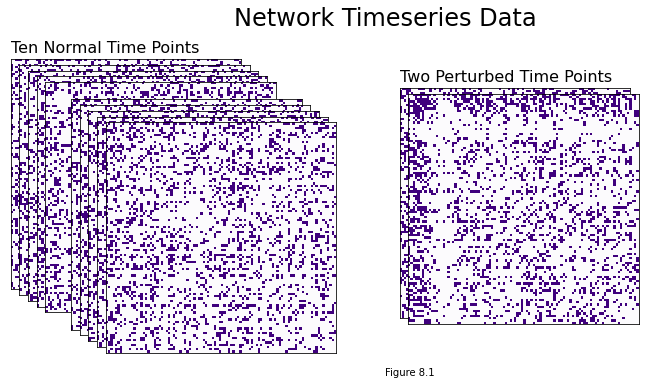 Network Timeseries Data
Ten Normal Time Points
Two Perturbed Time Points
Figure 8.1